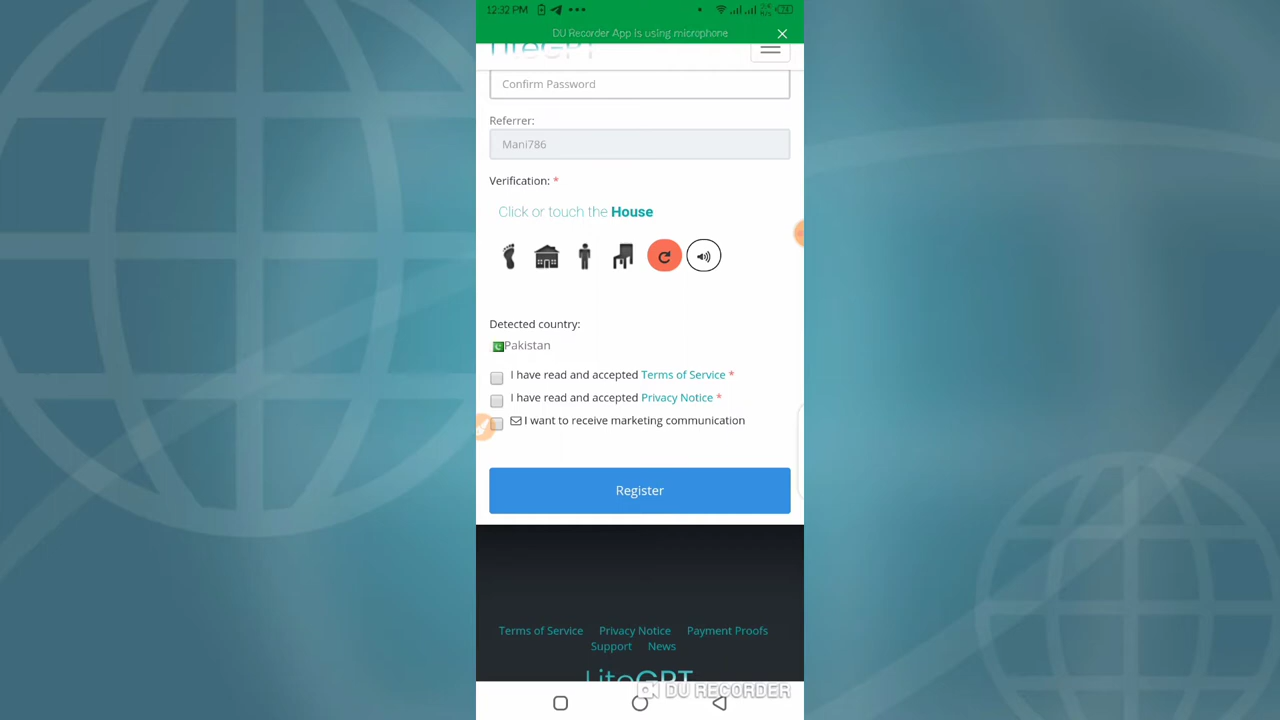 12:32 PM
DU Recorder App is using microphone
LiteGPT
Confirm Password
Referrer:
Mani786
Verification: *
Click or touch the House
Detected country:
Pakistan
I have read and accepted Terms of Service *
I have read and accepted Privacy Notice *
I want to receive marketing communication
Register
Terms of Service Privacy Notice Payment Proofs
Support News
LiteGPT
DU RECORDER